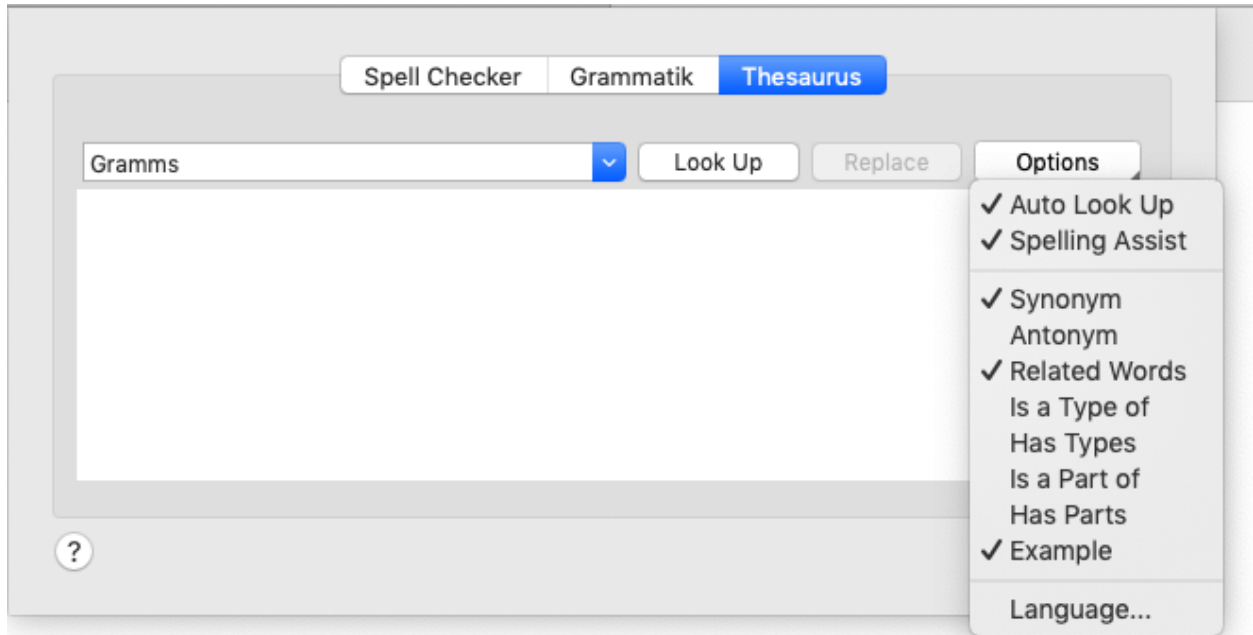 Spell Checker Grammatik Thesaurus
Gramms Look Up Replace Options
✓ Auto Look Up
✓ Spelling Assist
✓ Synonym
Antonym
✓ Related Words
Is a Type of
Has Types
Is a Part of
Has Parts
✓ Example
Language...
?